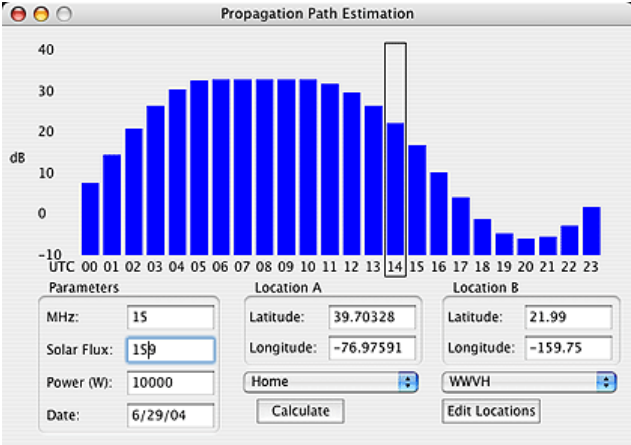 Propagation Path Estimation
40
30
20
dB
10
0
-10
UTC 00 01 02 03 04 05 06 07 08 09 10 11 12 13 14 15 16 17 18 19 20 21 22 23
Parameters
MHz: 15
Solar Flux: 159
Power (W): 10000
Date: 6/29/04
Location A
Latitude: 39.70328
Longitude: -76.97591
Home
Calculate
Location B
Latitude: 21.99
Longitude: -159.75
WWVH
Edit Locations